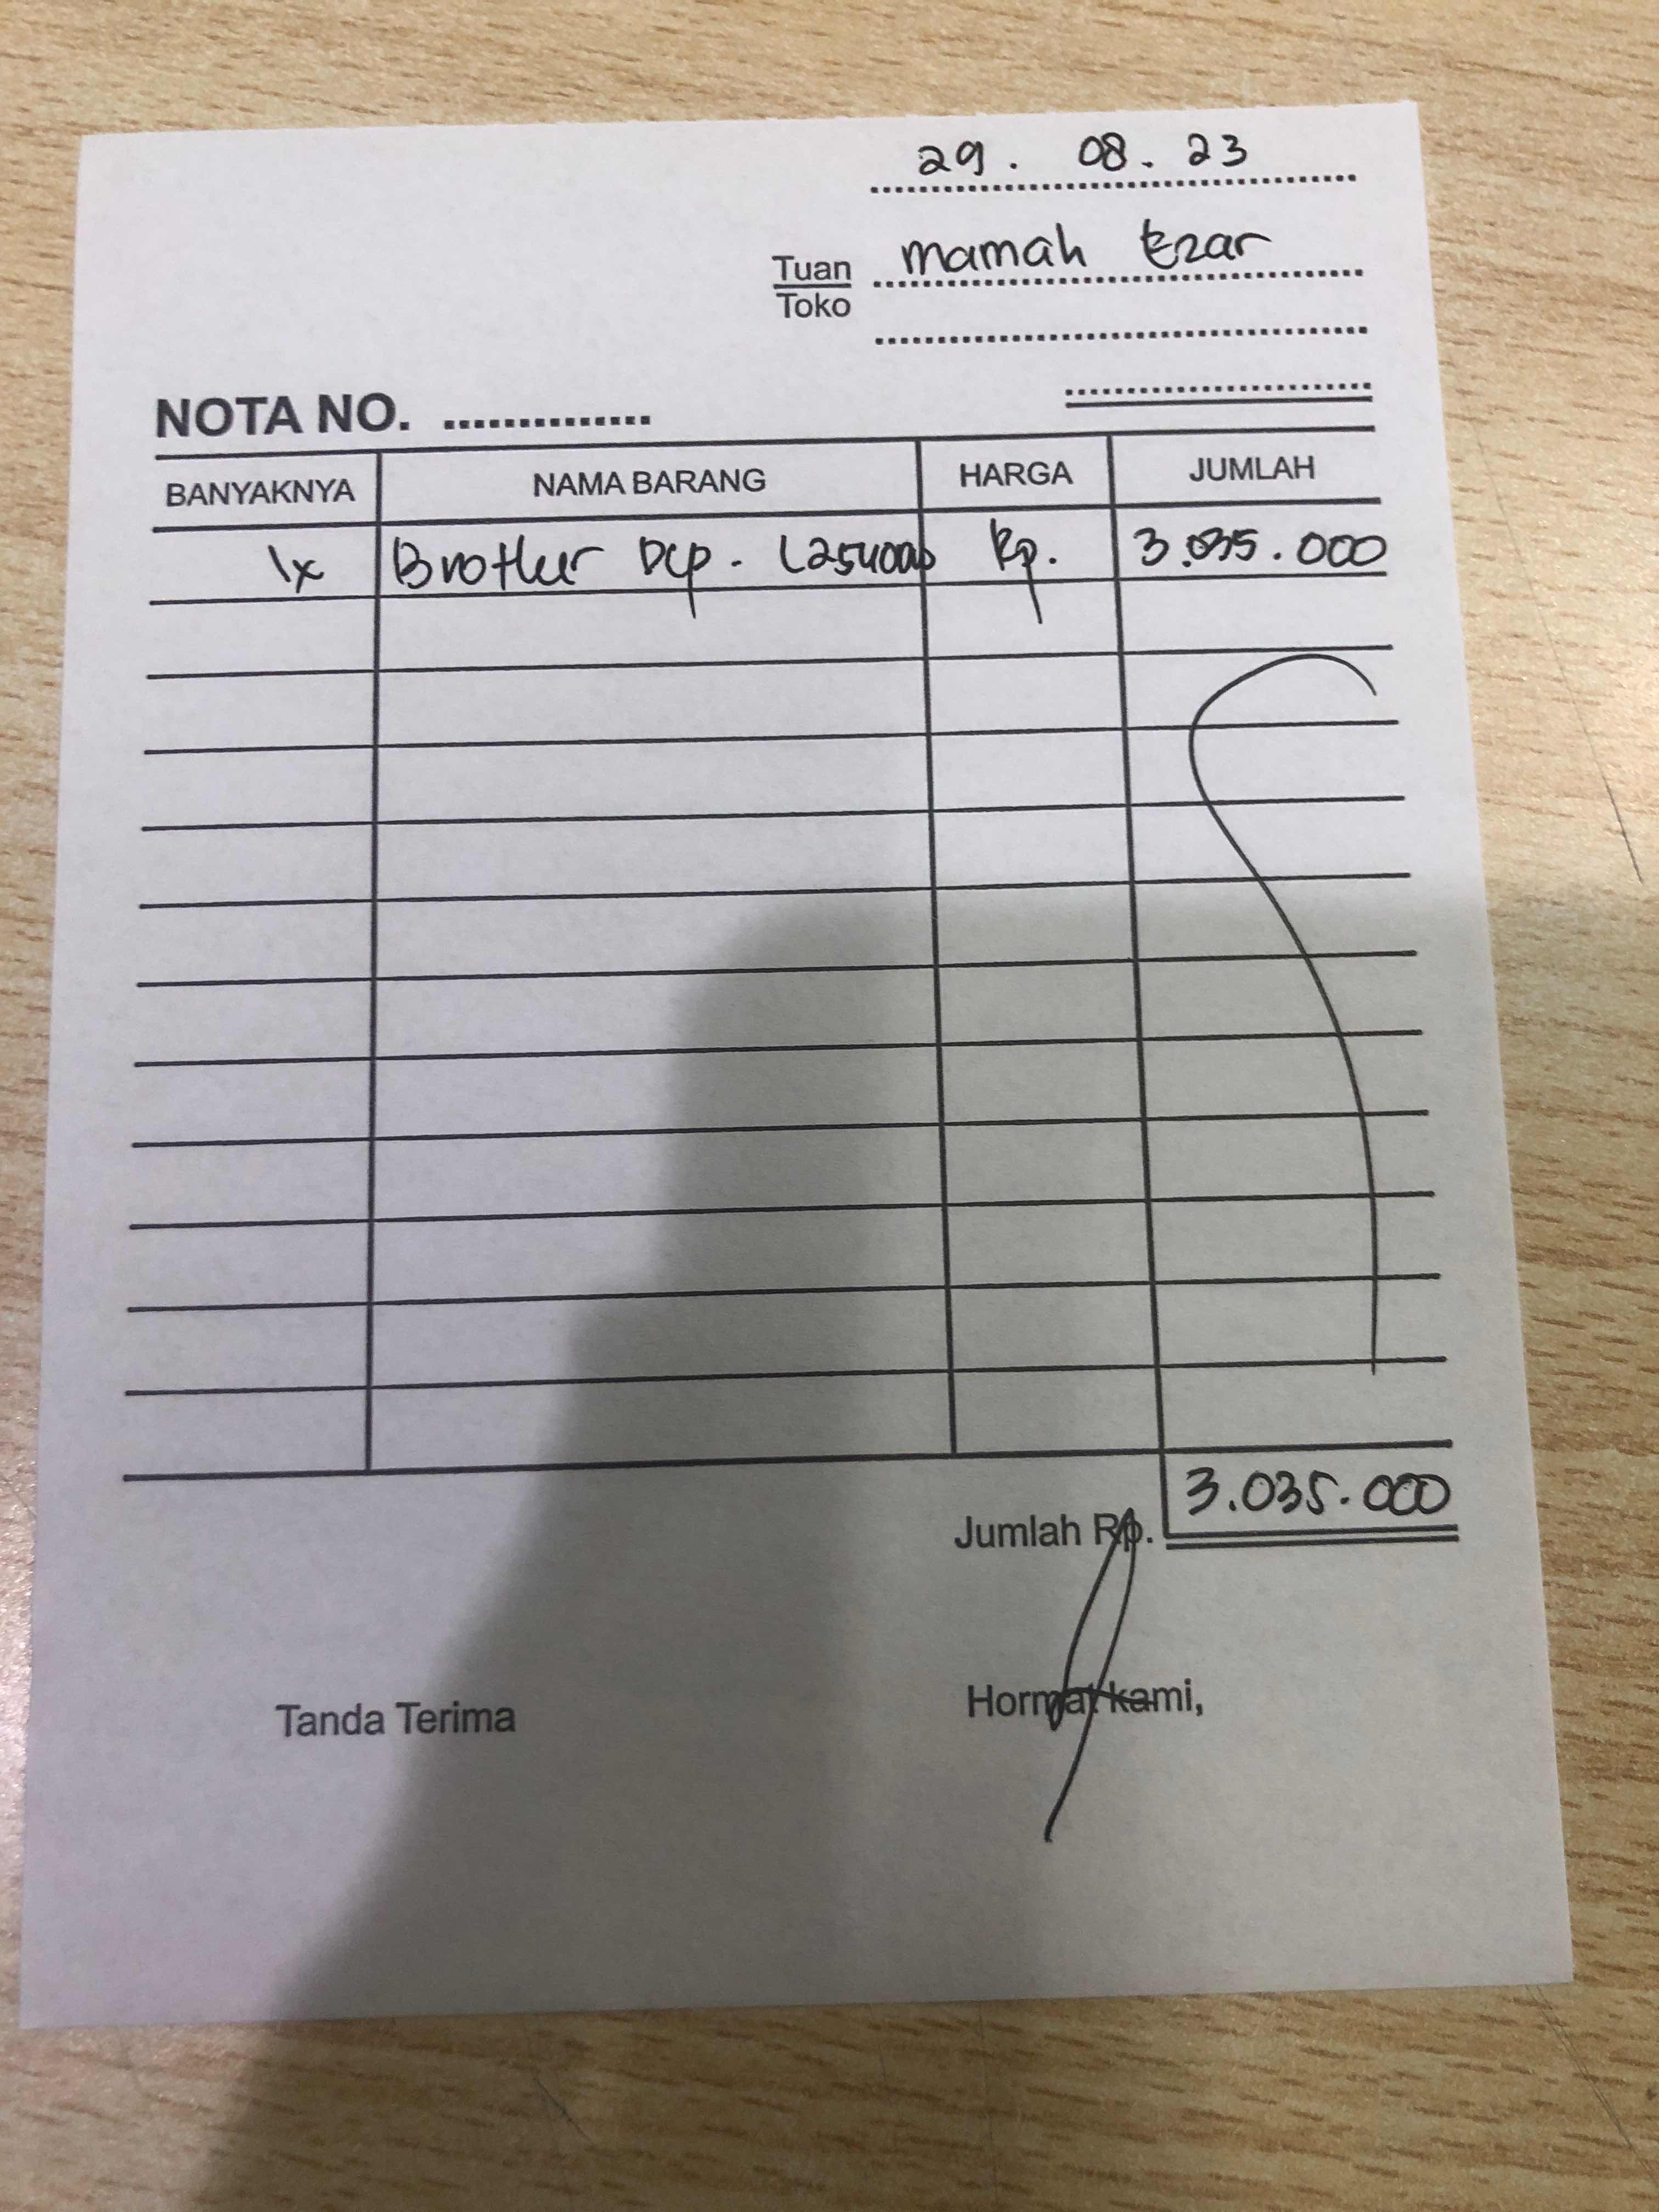 29. 08. 23
Tuan mamah Ezar
Toko
NOTA NO. ..............
BANYAKNYA NAMA BARANG HARGA JUMLAH
1x Brother Dcp. L2540DW Rp. 3.035.000
Jumlah Rp. 3.035.000
Tanda Terima Hormat kami,